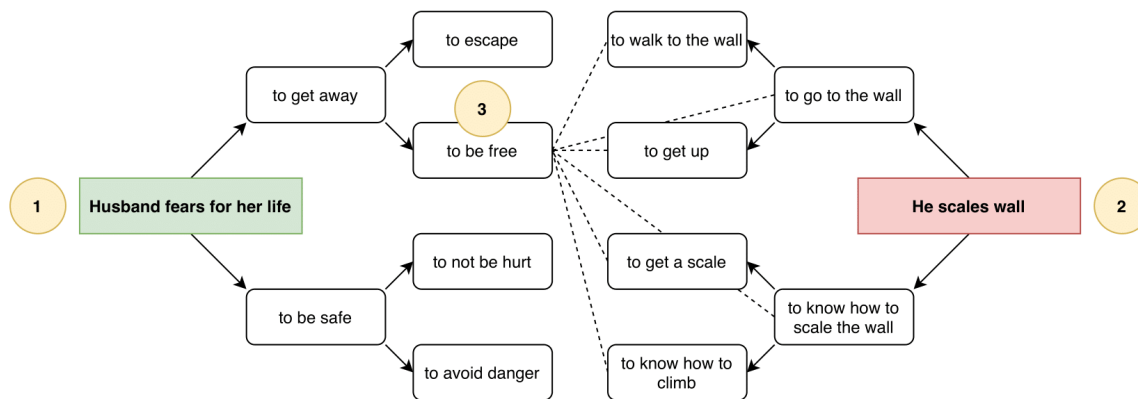 to escape
to walk to the wall
to get away
to go to the wall
3
to be free
to get up
1
Husband fears for her life
He scales wall
2
to not be hurt
to get a scale
to be safe
to know how to
scale the wall
to avoid danger
to know how to
climb